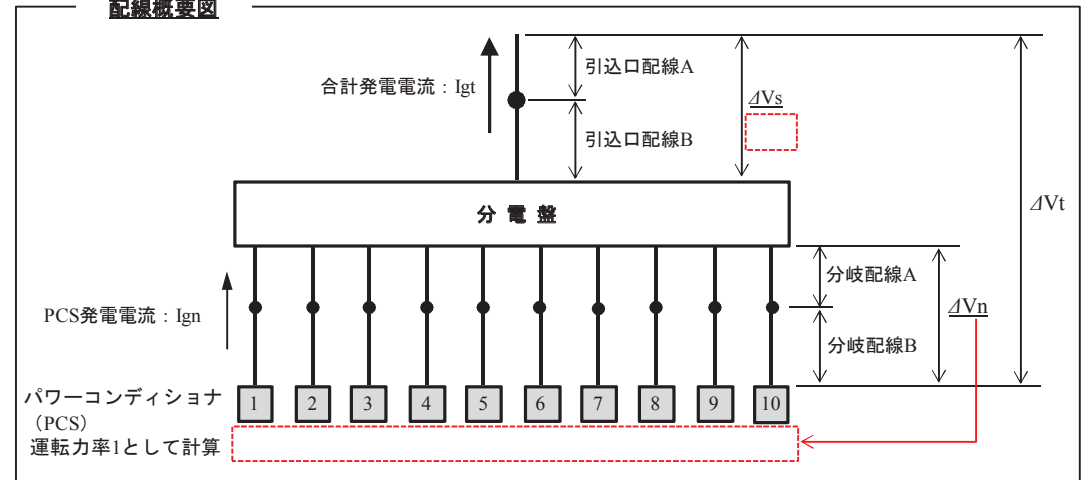 配線概要図
引込口配線A
合計発電電流：Igt
ΔVs
引込口配線B
分 電 盤
ΔVt
分岐配線A
PCS発電電流：Ign
ΔVn
分岐配線B
パワーコンディショナ
1 2 3 4 5 6 7 8 9 10
（PCS）
運転力率1として計算